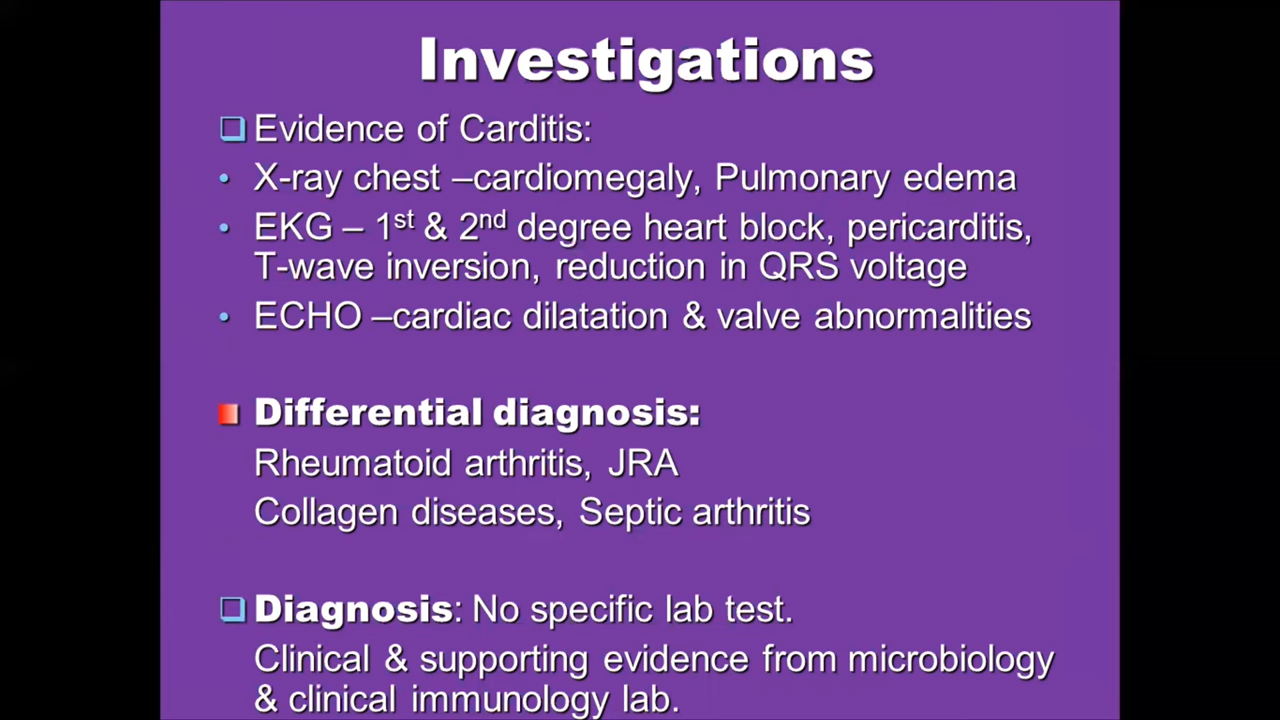 Investigations
Evidence of Carditis:
• X-ray chest –cardiomegaly, Pulmonary edema
• EKG – 1st & 2nd degree heart block, pericarditis,
T-wave inversion, reduction in QRS voltage
• ECHO –cardiac dilatation & valve abnormalities
Differential diagnosis:
Rheumatoid arthritis, JRA
Collagen diseases, Septic arthritis
Diagnosis: No specific lab test.
Clinical & supporting evidence from microbiology
& clinical immunology lab.